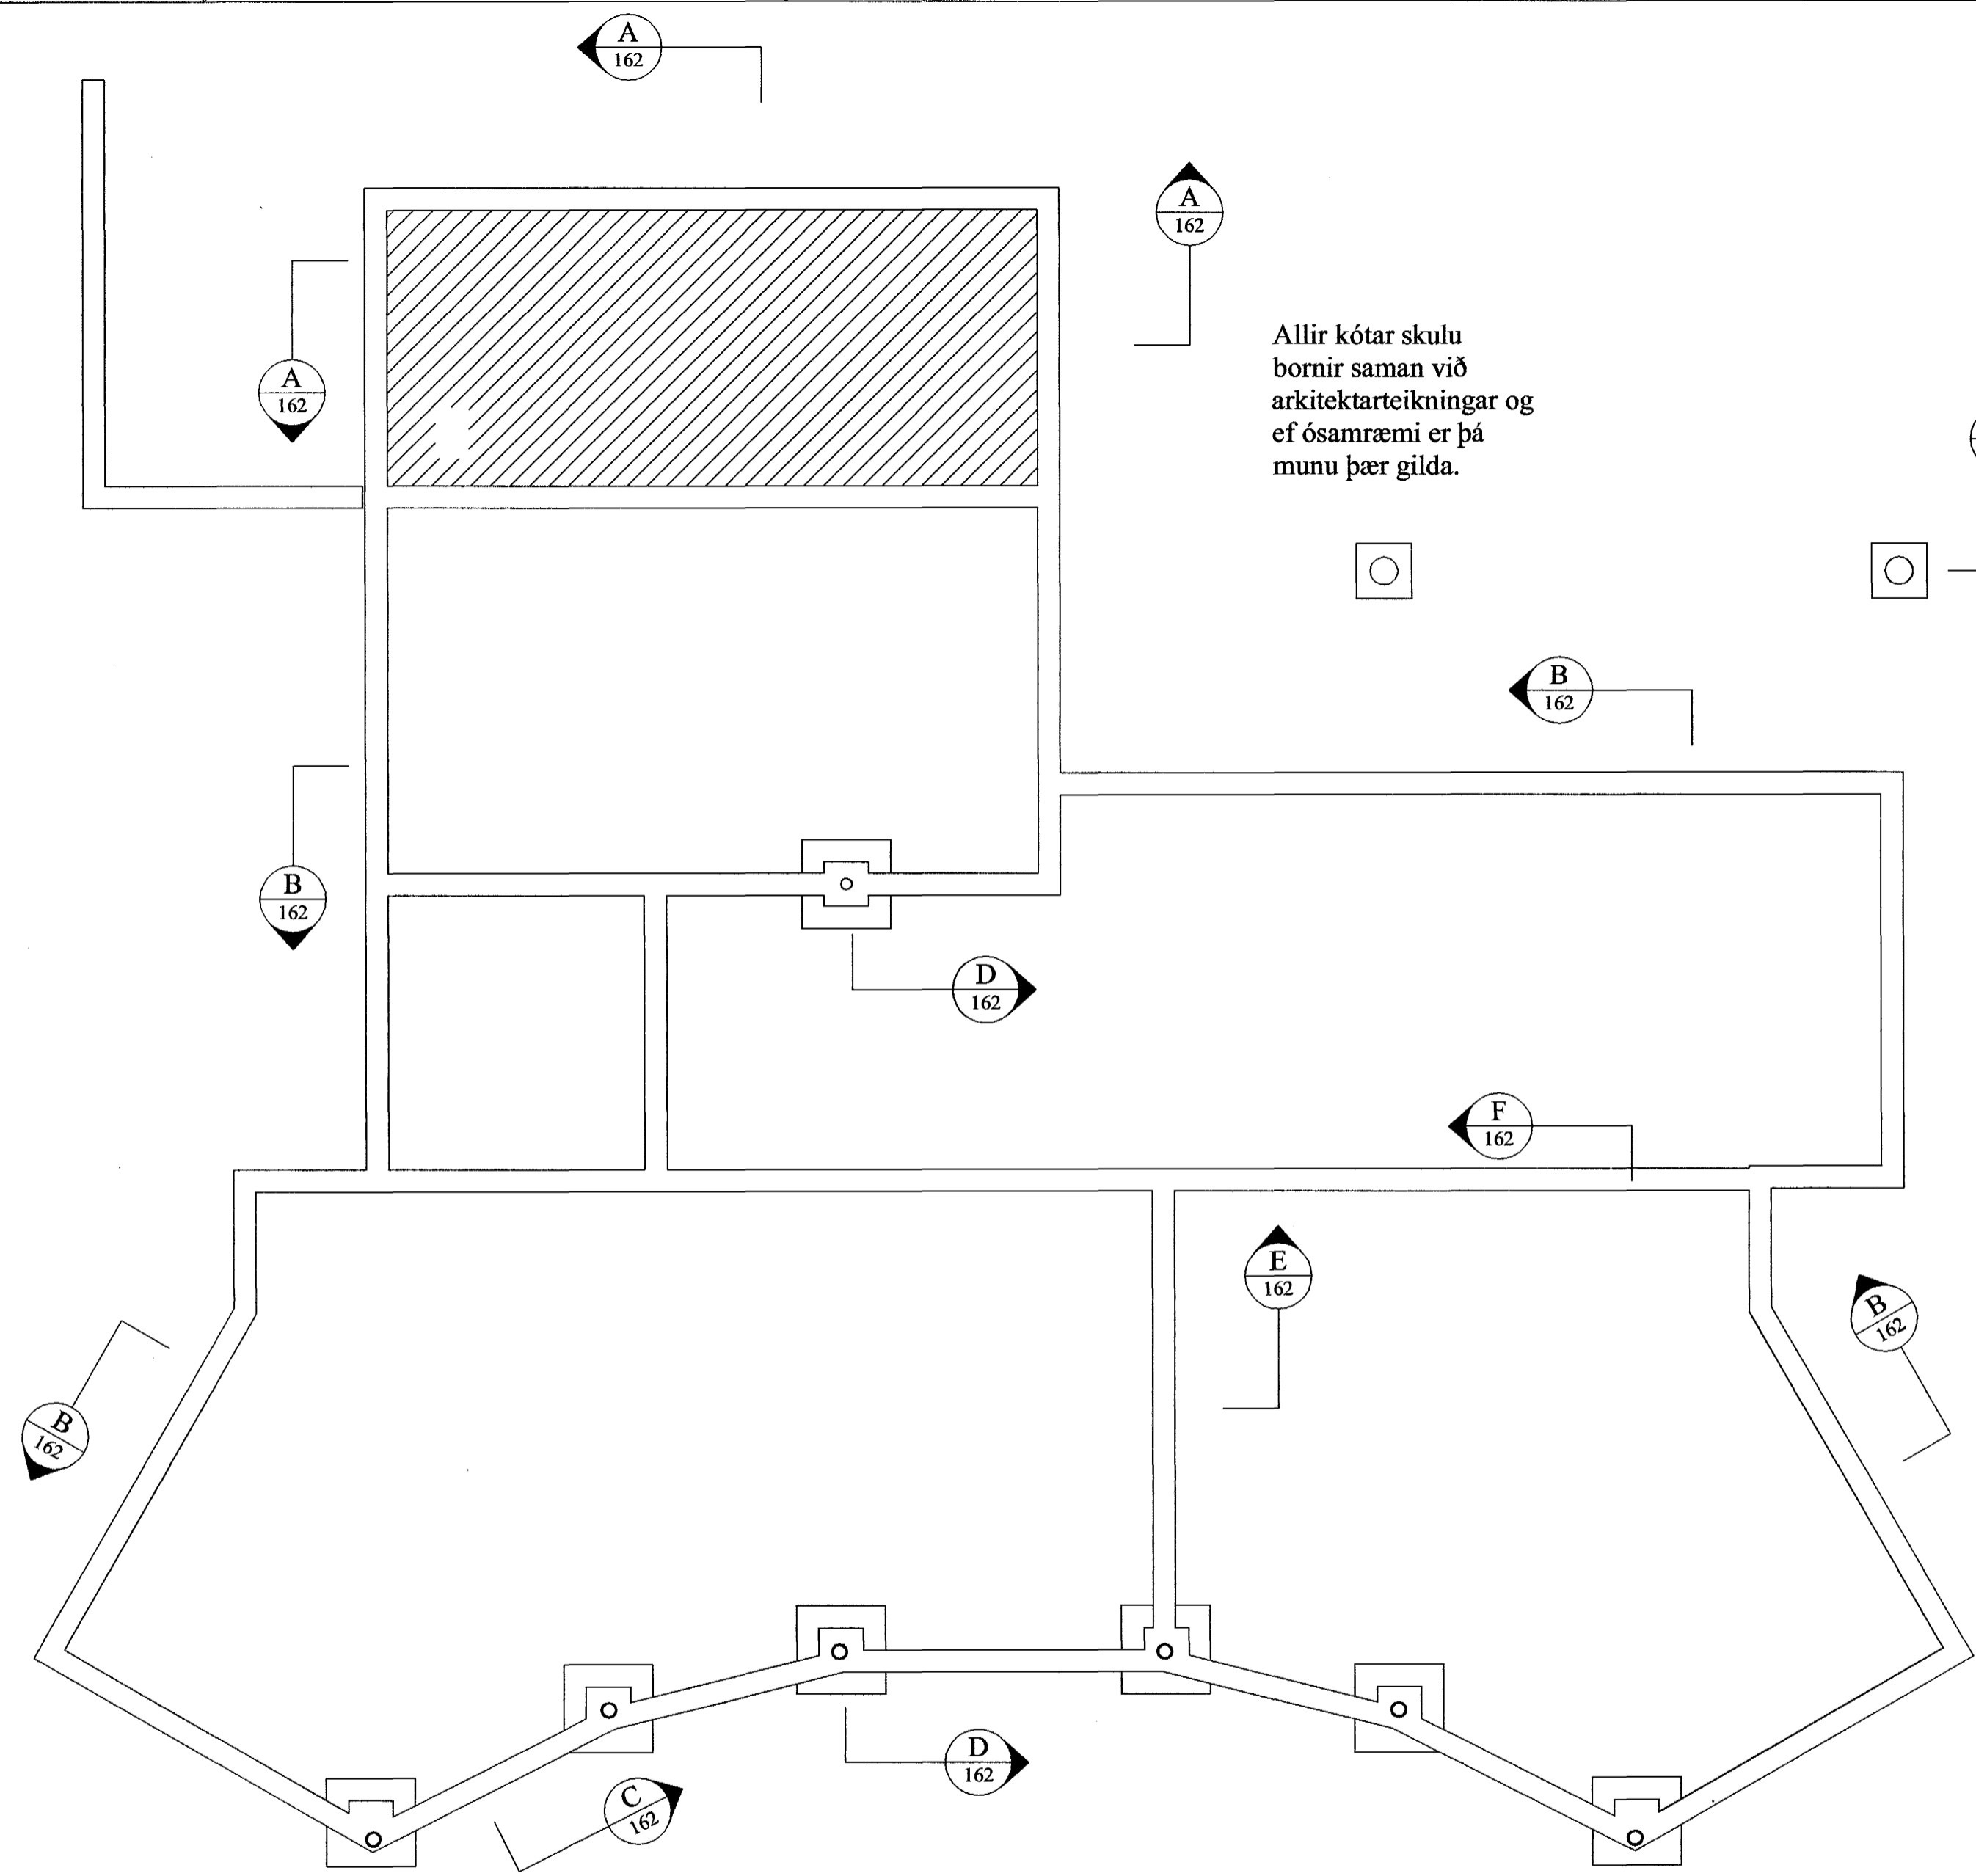 A
162
A
162
Allir kótar skulu
bornir saman við
arkitektarteikningar og
ef ósamræmi er þá
munu þær gilda.
A
162
B
162
B
162
D
162
F
162
E
162
B
162
B
162
D
162
C
162